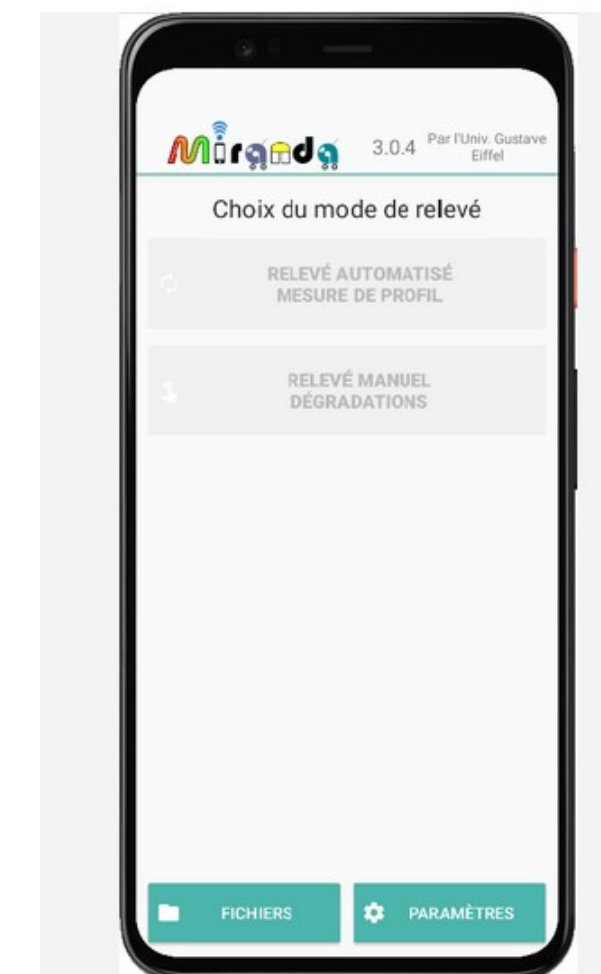 Miranda 3.0.4 Par l'Univ. Gustave
Eiffel
Choix du mode de relevé
RELEVÉ AUTOMATISÉ
MESURE DE PROFIL
RELEVÉ MANUEL
DÉGRADATIONS
FICHIERS PARAMÈTRES